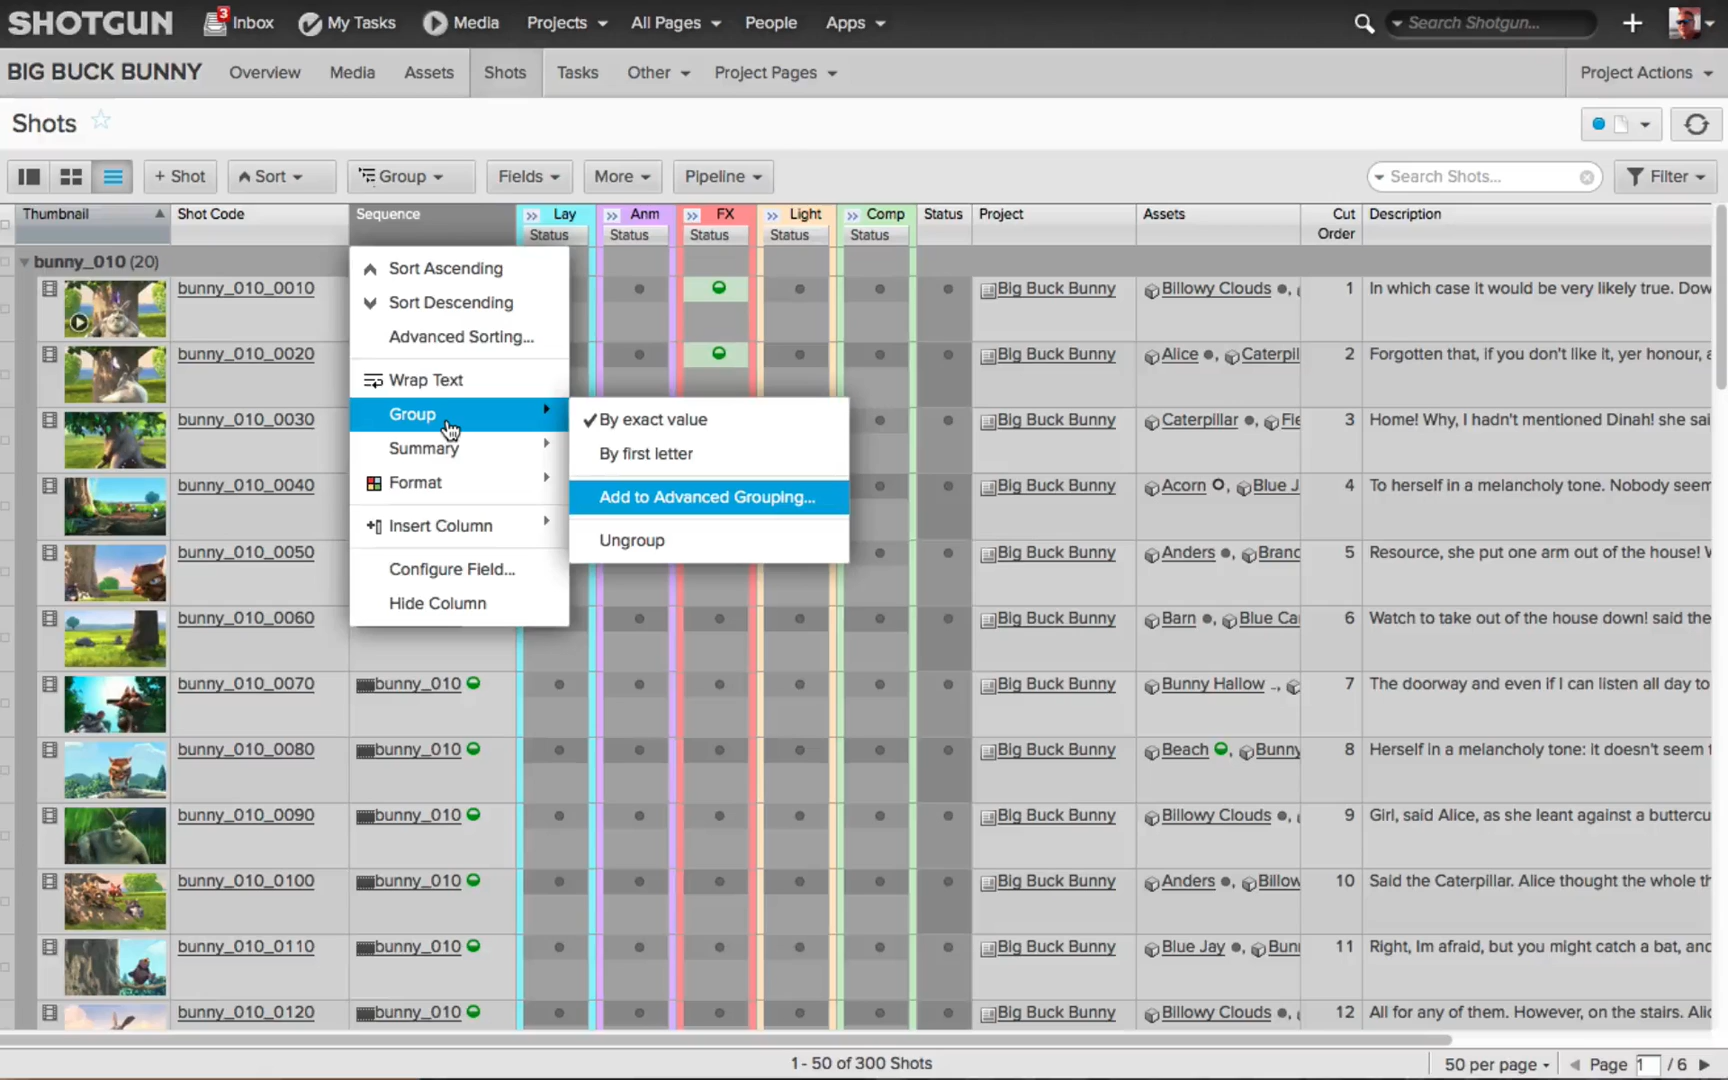 SHOTGUN 3 Inbox My Tasks Media Projects All Pages People Apps Search Shotgun...
BIG BUCK BUNNY Overview Media Assets Shots Tasks Other Project Pages Project Actions
Shots
+ Shot Sort Group Fields More Pipeline Search Shots... Filter
Thumbnail Shot Code Sequence Lay Anm FX Light Comp Status Project Assets Cut Description
Status Status Status Status Status Order
bunny_010 (20)
bunny_010_0010 Big Buck Bunny Billowy Clouds 1 In which case it would be very likely true. Dow
bunny_010_0020 Big Buck Bunny Alice , Caterpil 2 Forgotten that, if you don't like it, yer honour,
bunny_010_0030 Big Buck Bunny Caterpillar , Fle 3 Home! Why, I hadn't mentioned Dinah! she sai
bunny_010_0040 Big Buck Bunny Acorn , Blue J 4 To herself in a melancholy tone. Nobody seem
bunny_010_0050 Big Buck Bunny Anders , Branc 5 Resource, she put one arm out of the house!
bunny_010_0060 Big Buck Bunny Barn , Blue Ca 6 Watch to take out of the house down! said the
bunny_010_0070 bunny_010 Big Buck Bunny Bunny Hallow , 7 The doorway and even if I can listen all day to
bunny_010_0080 bunny_010 Big Buck Bunny Beach , Bunny 8 Herself in a melancholy tone: it doesn't seem
bunny_010_0090 bunny_010 Big Buck Bunny Billowy Clouds , 9 Girl, said Alice, as she leant against a buttercu
bunny_010_0100 bunny_010 Big Buck Bunny Anders , Billow 10 Said the Caterpillar. Alice thought the whole th
bunny_010_0110 bunny_010 Big Buck Bunny Blue Jay , Bun 11 Right, Im afraid, but you might catch a bat, and
bunny_010_0120 bunny_010 Big Buck Bunny Billowy Clouds , 12 All for any of them. However, on the stairs. Alic
Sort Ascending
Sort Descending
Advanced Sorting...
Wrap Text
Group
Summary
Format
Insert Column
Configure Field...
Hide Column
By exact value
By first letter
Add to Advanced Grouping...
Ungroup
1 - 50 of 300 Shots 50 per page Page 1 / 6